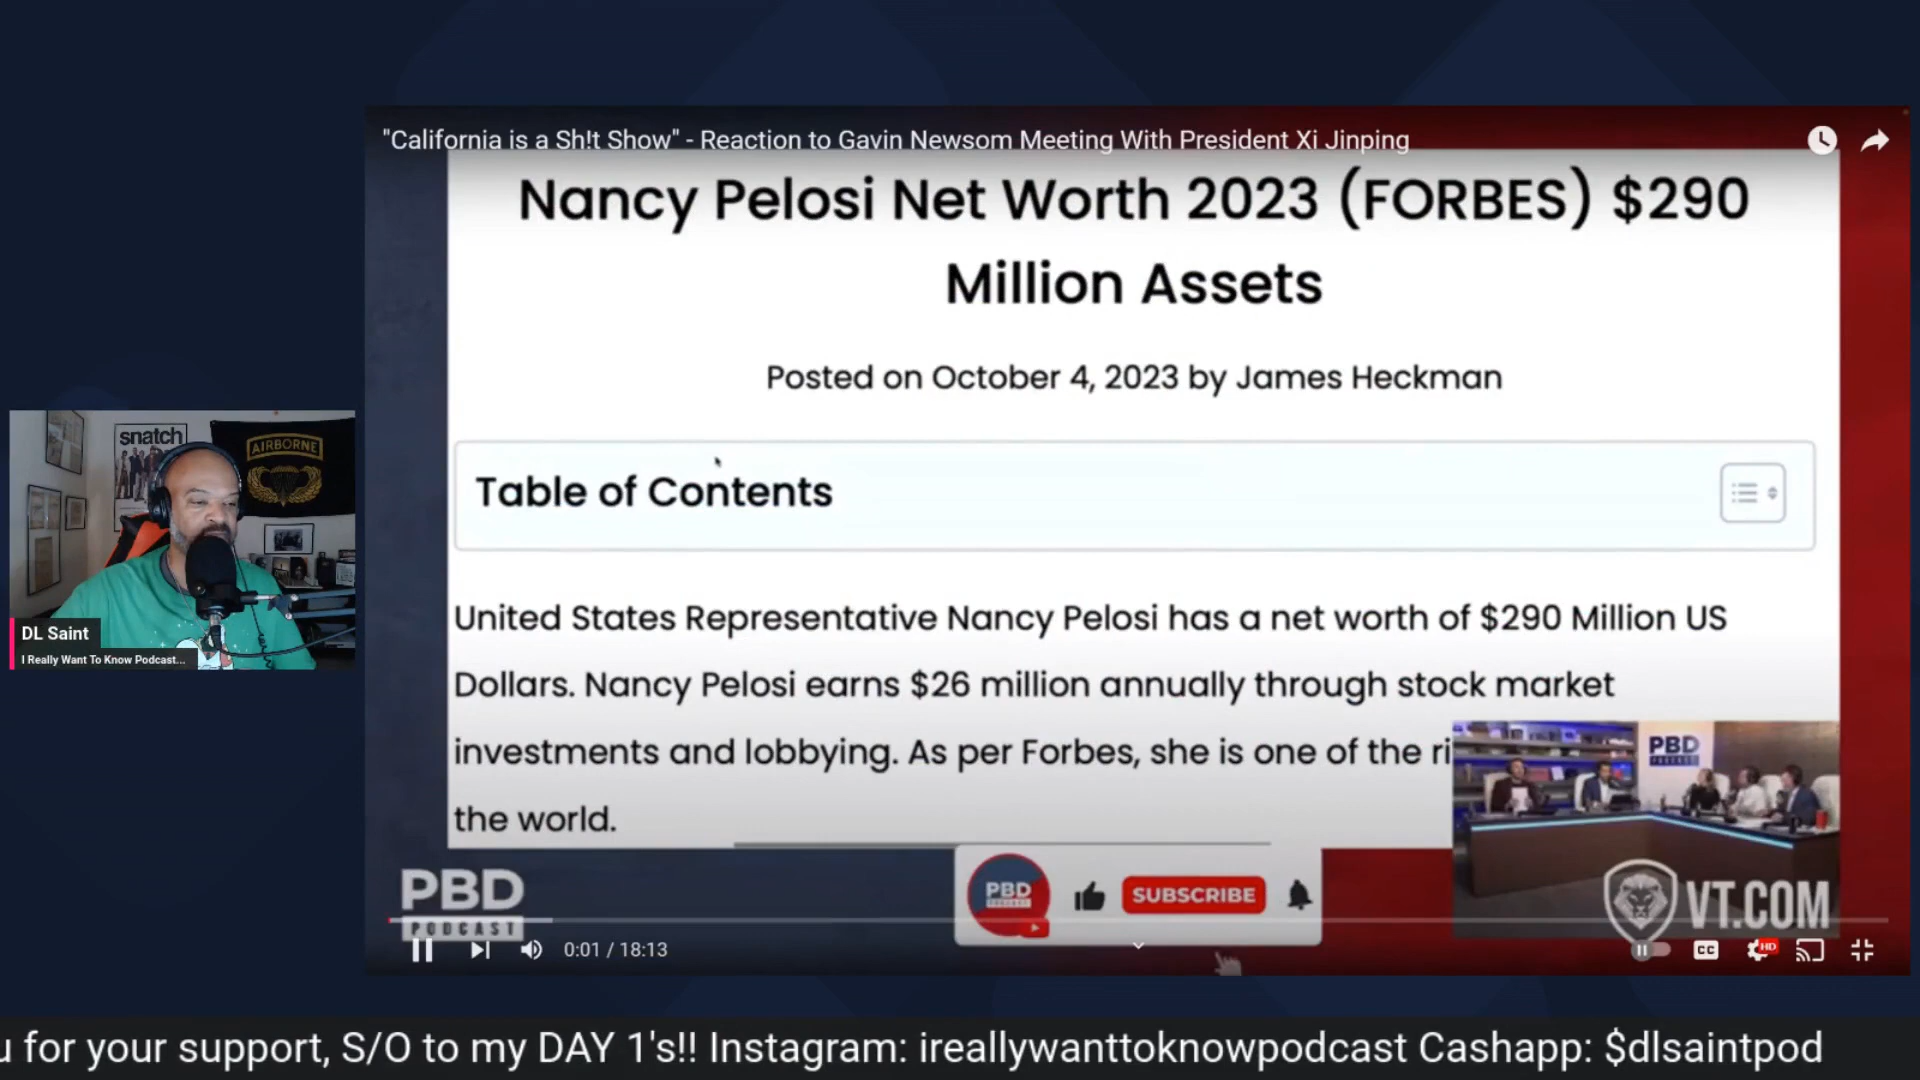 "California is a Sh!t Show" - Reaction to Gavin Newsom Meeting With President Xi Jinping
Nancy Pelosi Net Worth 2023 (FORBES) $290
Million Assets
Posted on October 4, 2023 by James Heckman
Table of Contents
United States Representative Nancy Pelosi has a net worth of $290 Million US
Dollars. Nancy Pelosi earns $26 million annually through stock market
investments and lobbying. As per Forbes, she is one of the ri
the world.
snatch
AIRBORNE
DL Saint
I Really Want To Know Podcast...
PBD
PODCAST
PBD
SUBSCRIBE
PBD
VT.COM
0:01 / 18:13
CC
HD
u for your support, S/O to my DAY 1's!! Instagram: ireallywanttoknowpodcast Cashapp: $dlsaintpod